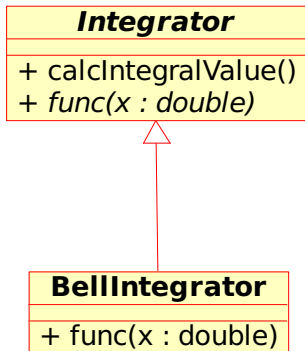 Integrator
+ calcIntegralValue()
+ func(x : double)
BellIntegrator
+ func(x : double)